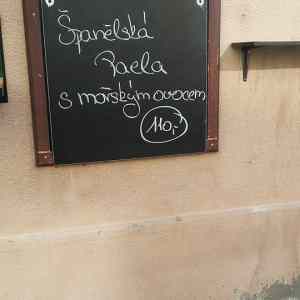 Španělská
Paela
s mořským ovocem
110,-